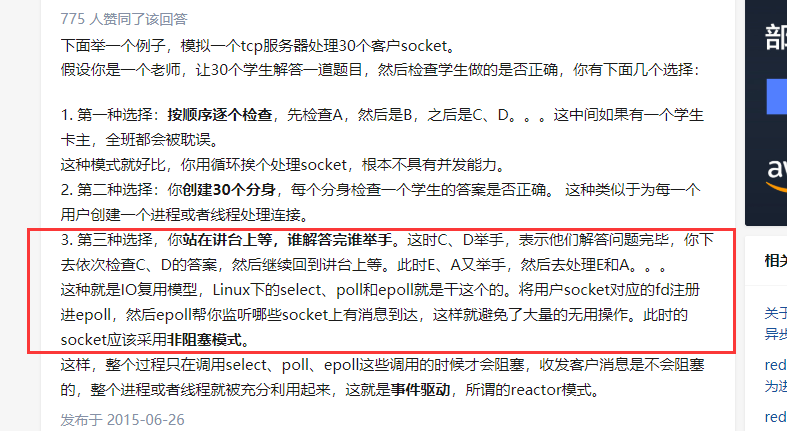 775 人赞同了该回答
下面举一个例子，模拟一个tcp服务器处理30个客户socket。
假设你是一个老师，让30个学生解答一道题目，然后检查学生做的是否正确，你有下面几个选择：
1. 第一种选择：按顺序逐个检查，先检查A，然后是B，之后是C、D。。。这中间如果有一个学生
卡主，全班都会被耽误。
这种模式就好比，你用循环挨个处理socket，根本不具有并发能力。
2. 第二种选择：你创建30个分身，每个分身检查一个学生的答案是否正确。 这种类似于为每一个
用户创建一个进程或者线程处理连接。
3. 第三种选择，你站在讲台上等，谁解答完谁举手。这时C、D举手，表示他们解答问题完毕，你下
去依次检查C、D的答案，然后继续回到讲台上等。此时E、A又举手，然后去处理E和A。。。
这种就是IO复用模型，Linux下的select、poll和epoll就是干这个的。将用户socket对应的fd注册
进epoll，然后epoll帮你监听哪些socket上有消息到达，这样就避免了大量的无用操作。此时的
socket应该采用非阻塞模式。
这样，整个过程只在调用select、poll、epoll这些调用的时候才会阻塞，收发客户消息是不会阻塞
的，整个进程或者线程就被充分利用起来，这就是事件驱动，所谓的reactor模式。
发布于 2015-06-26
部
相关
关于
异步
red
为进
red